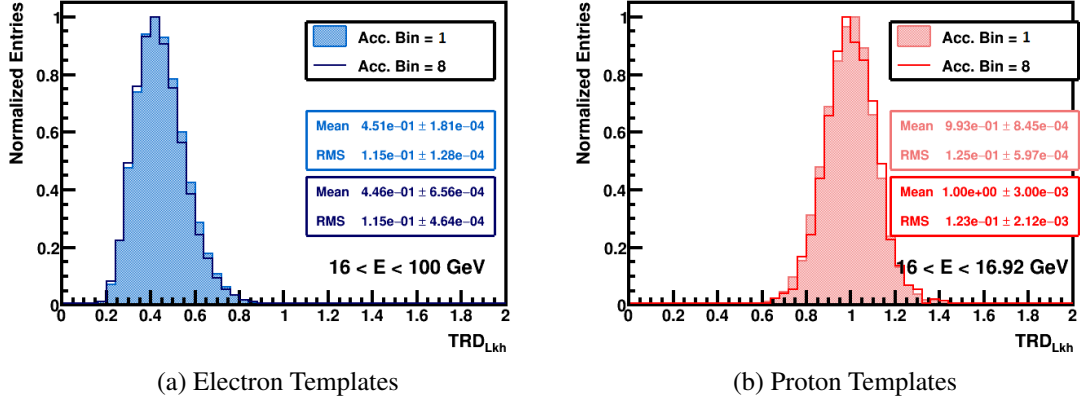 Normalized Entries
1
0.8
0.6
0.4
0.2
0
Acc. Bin = 1
Acc. Bin = 8
Mean 4.51e−01 ± 1.81e−04
RMS 1.15e−01 ± 1.28e−04
Mean 4.46e−01 ± 6.56e−04
RMS 1.15e−01 ± 4.64e−04
16 < E < 100 GeV
0 0.2 0.4 0.6 0.8 1 1.2 1.4 1.6 1.8 2
TRD_Lkh
(a) Electron Templates
Normalized Entries
1
0.8
0.6
0.4
0.2
0
Acc. Bin = 1
Acc. Bin = 8
Mean 9.93e−01 ± 8.45e−04
RMS 1.25e−01 ± 5.97e−04
Mean 1.00e+00 ± 3.00e−03
RMS 1.23e−01 ± 2.12e−03
16 < E < 16.92 GeV
0 0.2 0.4 0.6 0.8 1 1.2 1.4 1.6 1.8 2
TRD_Lkh
(b) Proton Templates